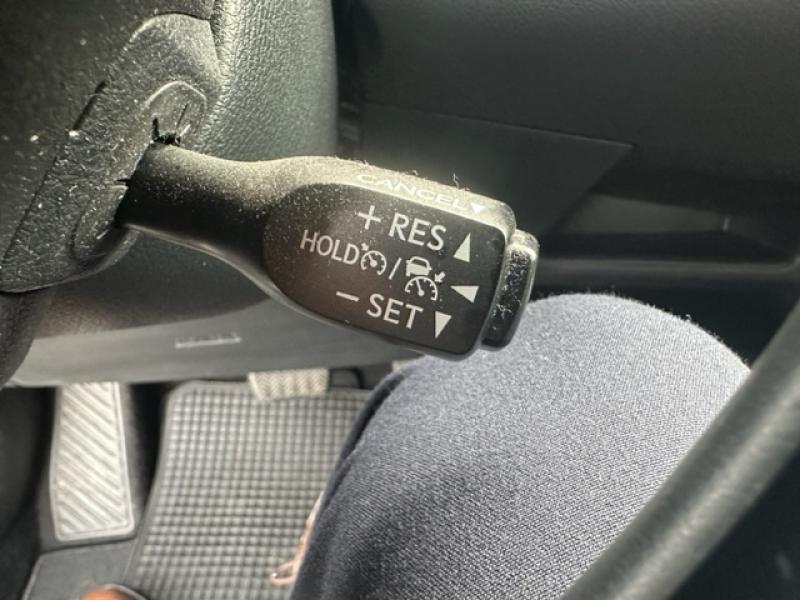 CANCEL
+ RES
HOLD /
- SET